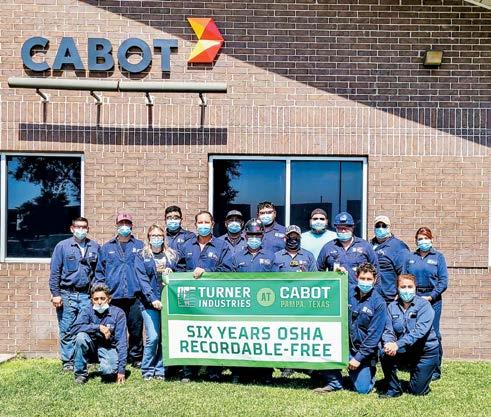 CABOT
TURNER INDUSTRIES AT CABOT PAMPA, TEXAS
SIX YEARS OSHA
RECORDABLE-FREE